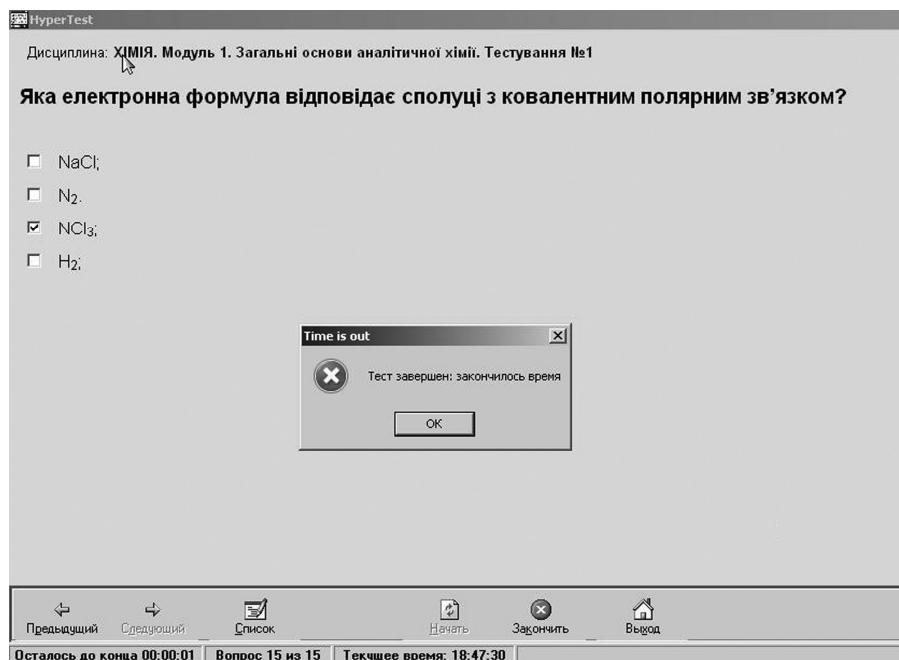 HyperTest
Дисциплина: ХІМІЯ. Модуль 1. Загальні основи аналітичної хімії. Тестування №1
Яка електронна формула відповідає сполуці з ковалентним полярним зв’язком?
NaCl;
N₂.
NCl₃;
H₂;
Time is out
Тест завершен: закончилось время
OK
Предыдущий Следующий Список Начать Закончить Выход
Осталось до конца 00:00:01 Вопрос 15 из 15 Текущее время: 18:47:30